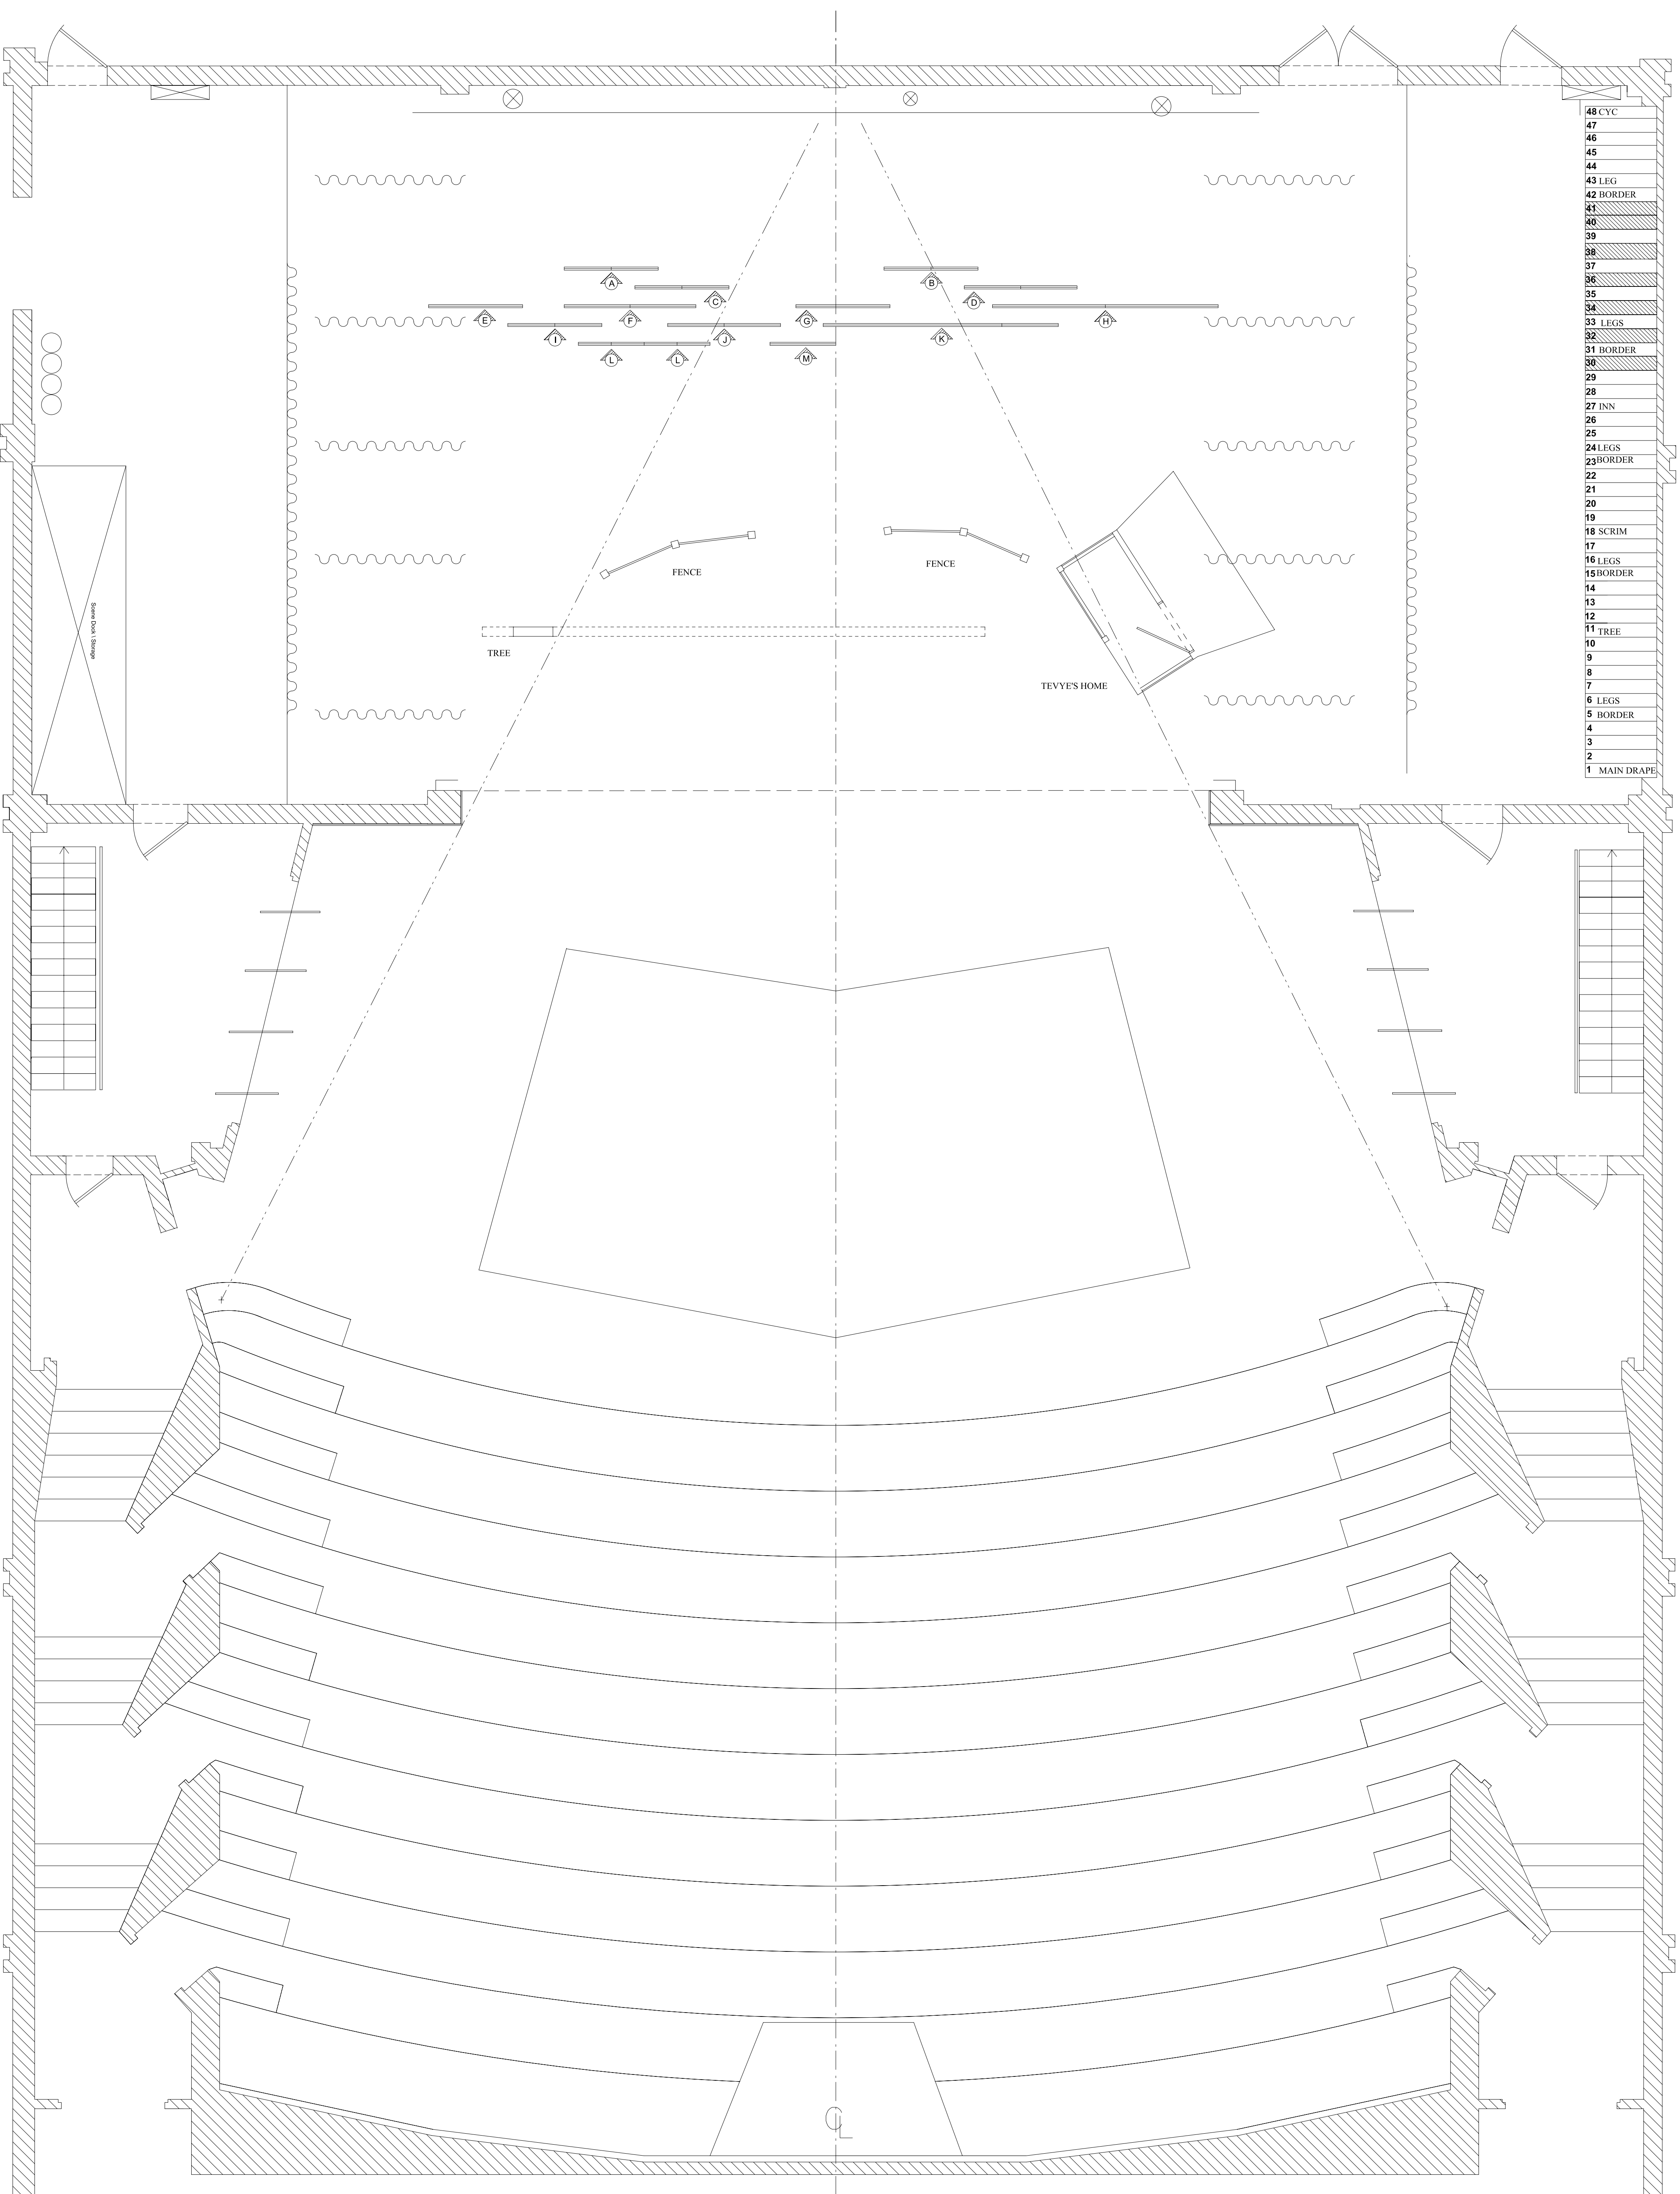 48 CYC
47
46
45
44
43 LEG
42 BORDER
41
40
39
38
37
36
35
34
33 LEGS
32
31 BORDER
30
29
28
27 INN
26
25
24 LEGS
23 BORDER
22
21
20
19
18 SCRIM
17
16 LEGS
15 BORDER
14
13
12
11 TREE
10
9
8
7
6 LEGS
5 BORDER
4
3
2
1 MAIN DRAPE
A
B
C
D
E
F
G
H
I
J
K
L
L
M
FENCE
FENCE
TREE
TEVYE'S HOME
Scene Dock \ Storage
CL